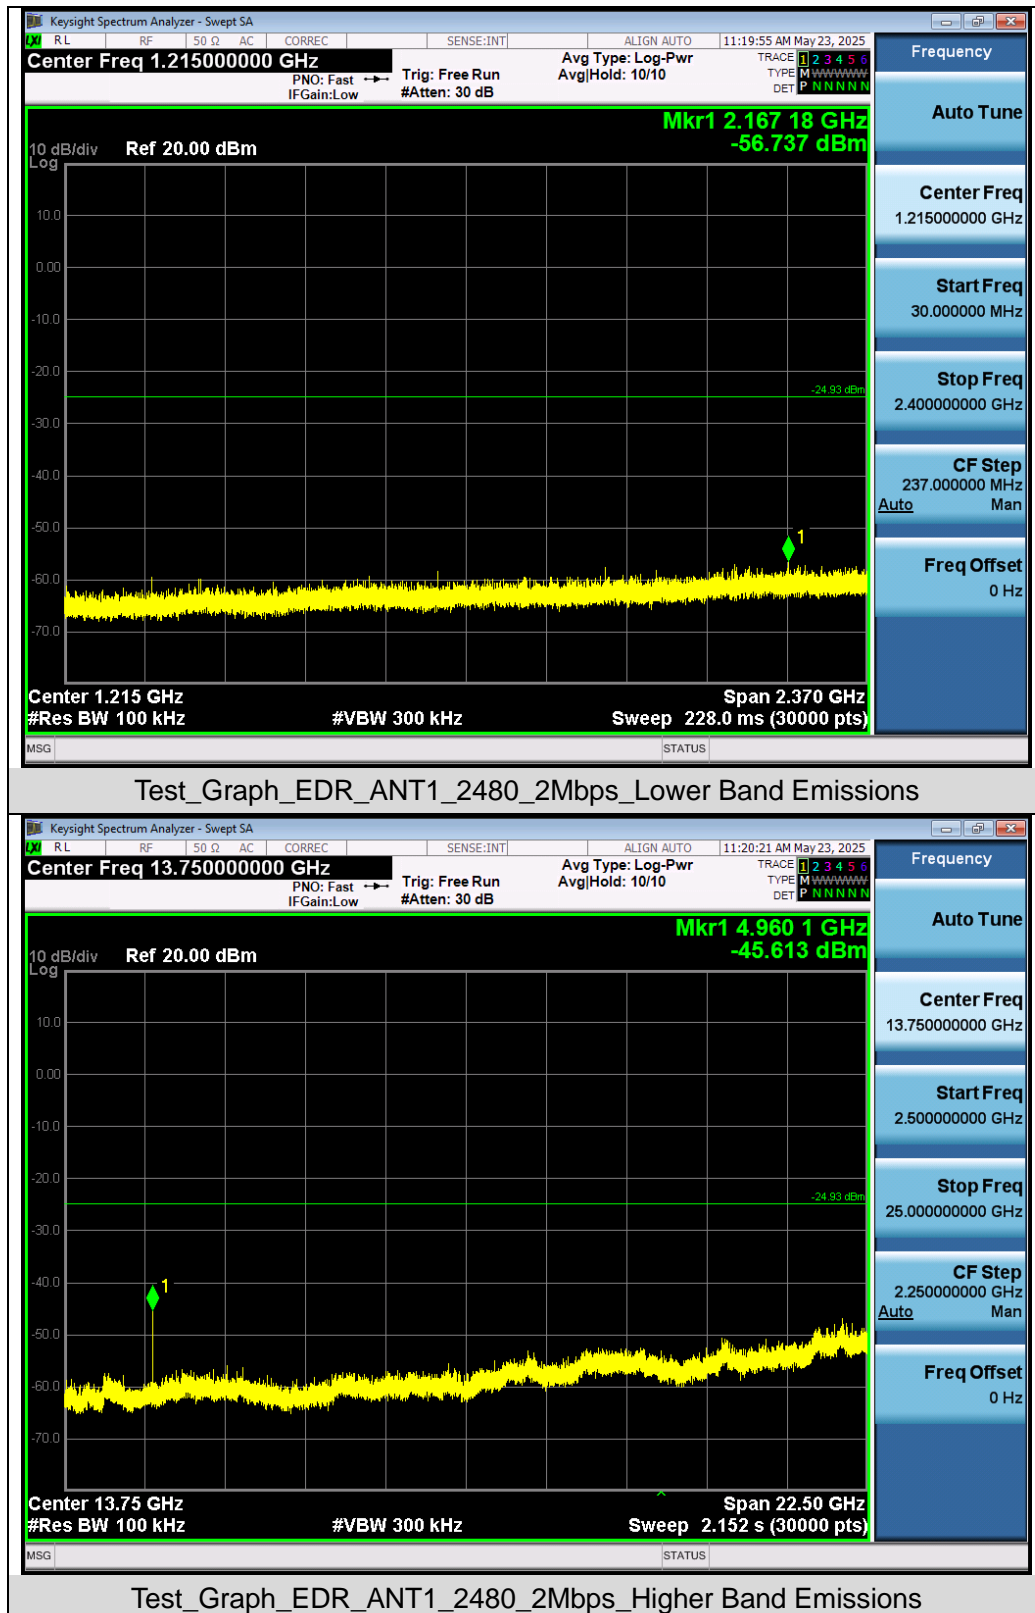 Keysight Spectrum Analyzer - Swept SA
LXI RL RF 50 Ω AC CORREC SENSE:INT ALIGN AUTO 11:19:55 AM May 23, 2025
Center Freq 1.215000000 GHz
PNO: Fast
IFGain:Low
Trig: Free Run
#Atten: 30 dB
Avg Type: Log-Pwr
Avg|Hold: 10/10
TRACE 1 2 3 4 5 6
TYPE M WWWWW
DET P N N N N N
Mkr1 2.167 18 GHz
-56.737 dBm
10 dB/div Ref 20.00 dBm
Log
10.0
0.00
-10.0
-20.0
-24.93 dBm
-30.0
-40.0
-50.0
1
-60.0
-70.0
Center 1.215 GHz Span 2.370 GHz
#Res BW 100 kHz #VBW 300 kHz Sweep 228.0 ms (30000 pts)
MSG STATUS
Frequency
Auto Tune
Center Freq
1.215000000 GHz
Start Freq
30.000000 MHz
Stop Freq
2.400000000 GHz
CF Step
237.000000 MHz
Auto Man
Freq Offset
0 Hz
Test_Graph_EDR_ANT1_2480_2Mbps_Lower Band Emissions
Keysight Spectrum Analyzer - Swept SA
LXI RL RF 50 Ω AC CORREC SENSE:INT ALIGN AUTO 11:20:21 AM May 23, 2025
Center Freq 13.750000000 GHz
PNO: Fast
IFGain:Low
Trig: Free Run
#Atten: 30 dB
Avg Type: Log-Pwr
Avg|Hold: 10/10
TRACE 1 2 3 4 5 6
TYPE M WWWWW
DET P N N N N N
Mkr1 4.960 1 GHz
-45.613 dBm
10 dB/div Ref 20.00 dBm
Log
10.0
0.00
-10.0
-20.0
-24.93 dBm
-30.0
-40.0
1
-50.0
-60.0
-70.0
Center 13.75 GHz Span 22.50 GHz
#Res BW 100 kHz #VBW 300 kHz Sweep 2.152 s (30000 pts)
MSG STATUS
Frequency
Auto Tune
Center Freq
13.750000000 GHz
Start Freq
2.500000000 GHz
Stop Freq
25.000000000 GHz
CF Step
2.250000000 GHz
Auto Man
Freq Offset
0 Hz
Test_Graph_EDR_ANT1_2480_2Mbps_Higher Band Emissions